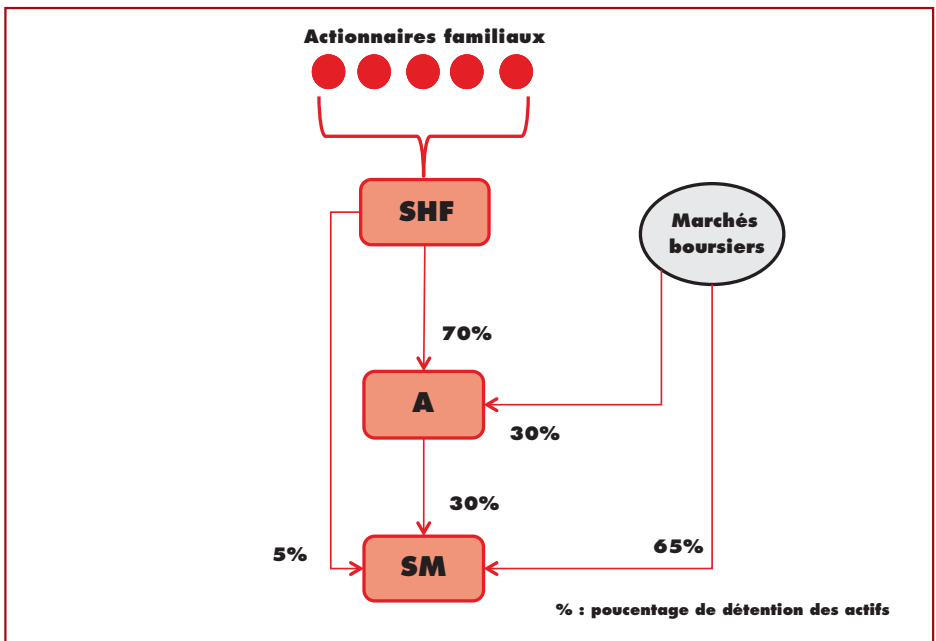 Actionnaires familiaux
SHF
Marchés
boursiers
70%
A
30%
30%
5%
65%
SM
% : poucentage de détention des actifs